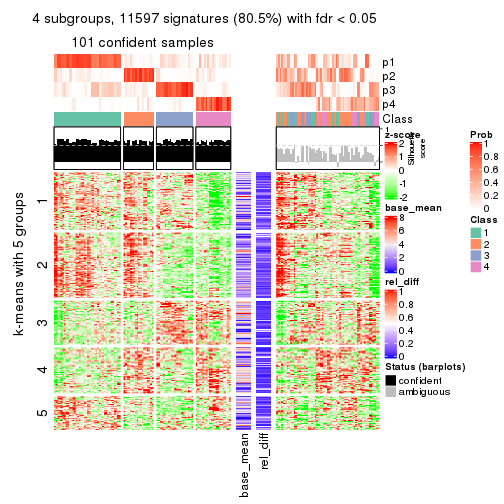 4 subgroups, 11597 signatures (80.5%) with fdr < 0.05
101 confident samples
p1
p2
p3
p4
Class
1
Silhouette
score
k-means with 5 groups
1
2
3
4
5
base_mean
rel_diff
z-score
2
1
0
-1
-2
base_mean
8
6
4
2
0
rel_diff
1
0.8
0.6
0.4
0.2
0
Status (barplots)
confident
ambiguous
Prob
1
0.8
0.6
0.4
0.2
0
Class
1
2
3
4